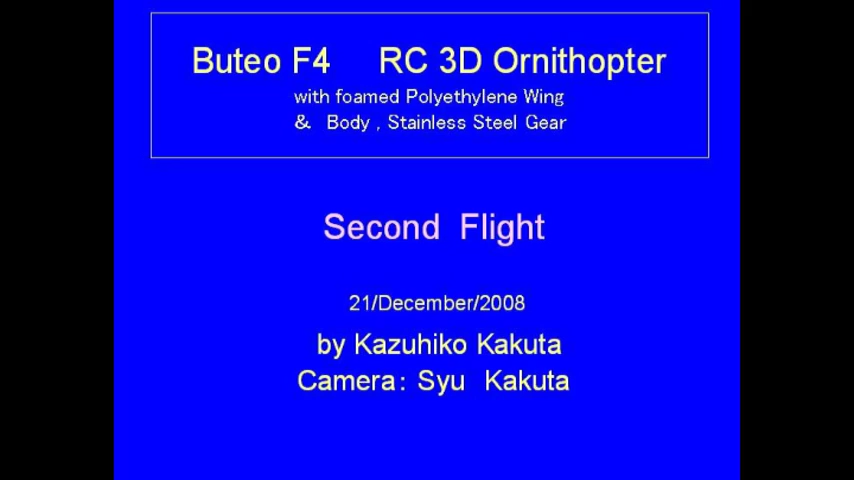 Buteo F4 RC 3D Ornithopter
with foamed Polyethylene Wing
& Body , Stainless Steel Gear
Second Flight
21/December/2008
by Kazuhiko Kakuta
Camera： Syu Kakuta